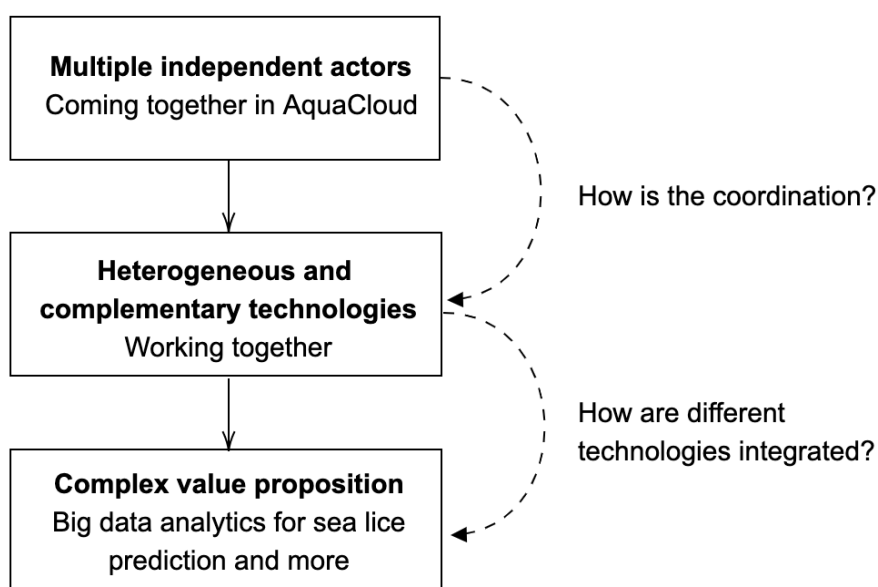 Multiple independent actors
Coming together in AquaCloud
How is the coordination?
Heterogeneous and
complementary technologies
Working together
How are different
technologies integrated?
Complex value proposition
Big data analytics for sea lice
prediction and more